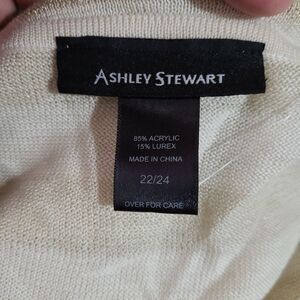 ASHLEY STEWART
85% ACRYLIC
15% LUREX
MADE IN CHINA
22/24
OVER FOR CARE